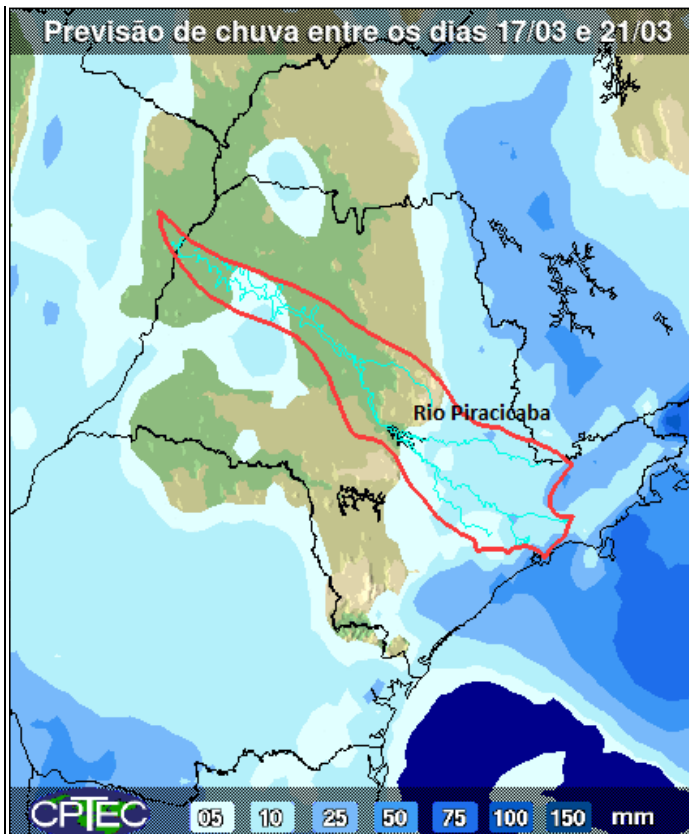 Previsão de chuva entre os dias 17/03 e 21/03
Rio Piracicaba
CPTEC 05 10 25 50 75 100 150 mm